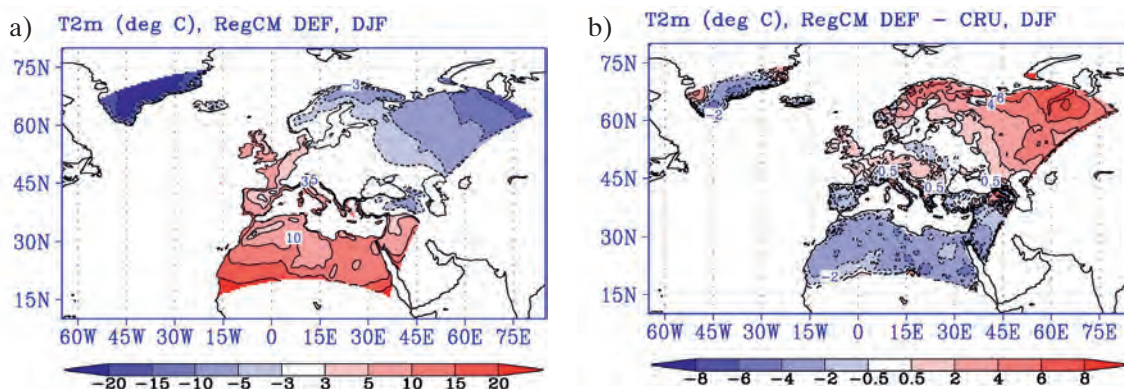 a)
T2m (deg C), RegCM DEF, DJF
75N
60N
45N
30N
15N
-3
35
10
60W 45W 30W 15W 0 15E 30E 45E 60E 75E
-20 -15 -10 -5 -3 3 5 10 15 20
b)
T2m (deg C), RegCM DEF - CRU, DJF
75N
60N
45N
30N
15N
-2
0.5
0.5
0.5
-2
60W 45W 30W 15W 0 15E 30E 45E 60E 75E
-8 -6 -4 -2 -0.5 0.5 2 4 6 8